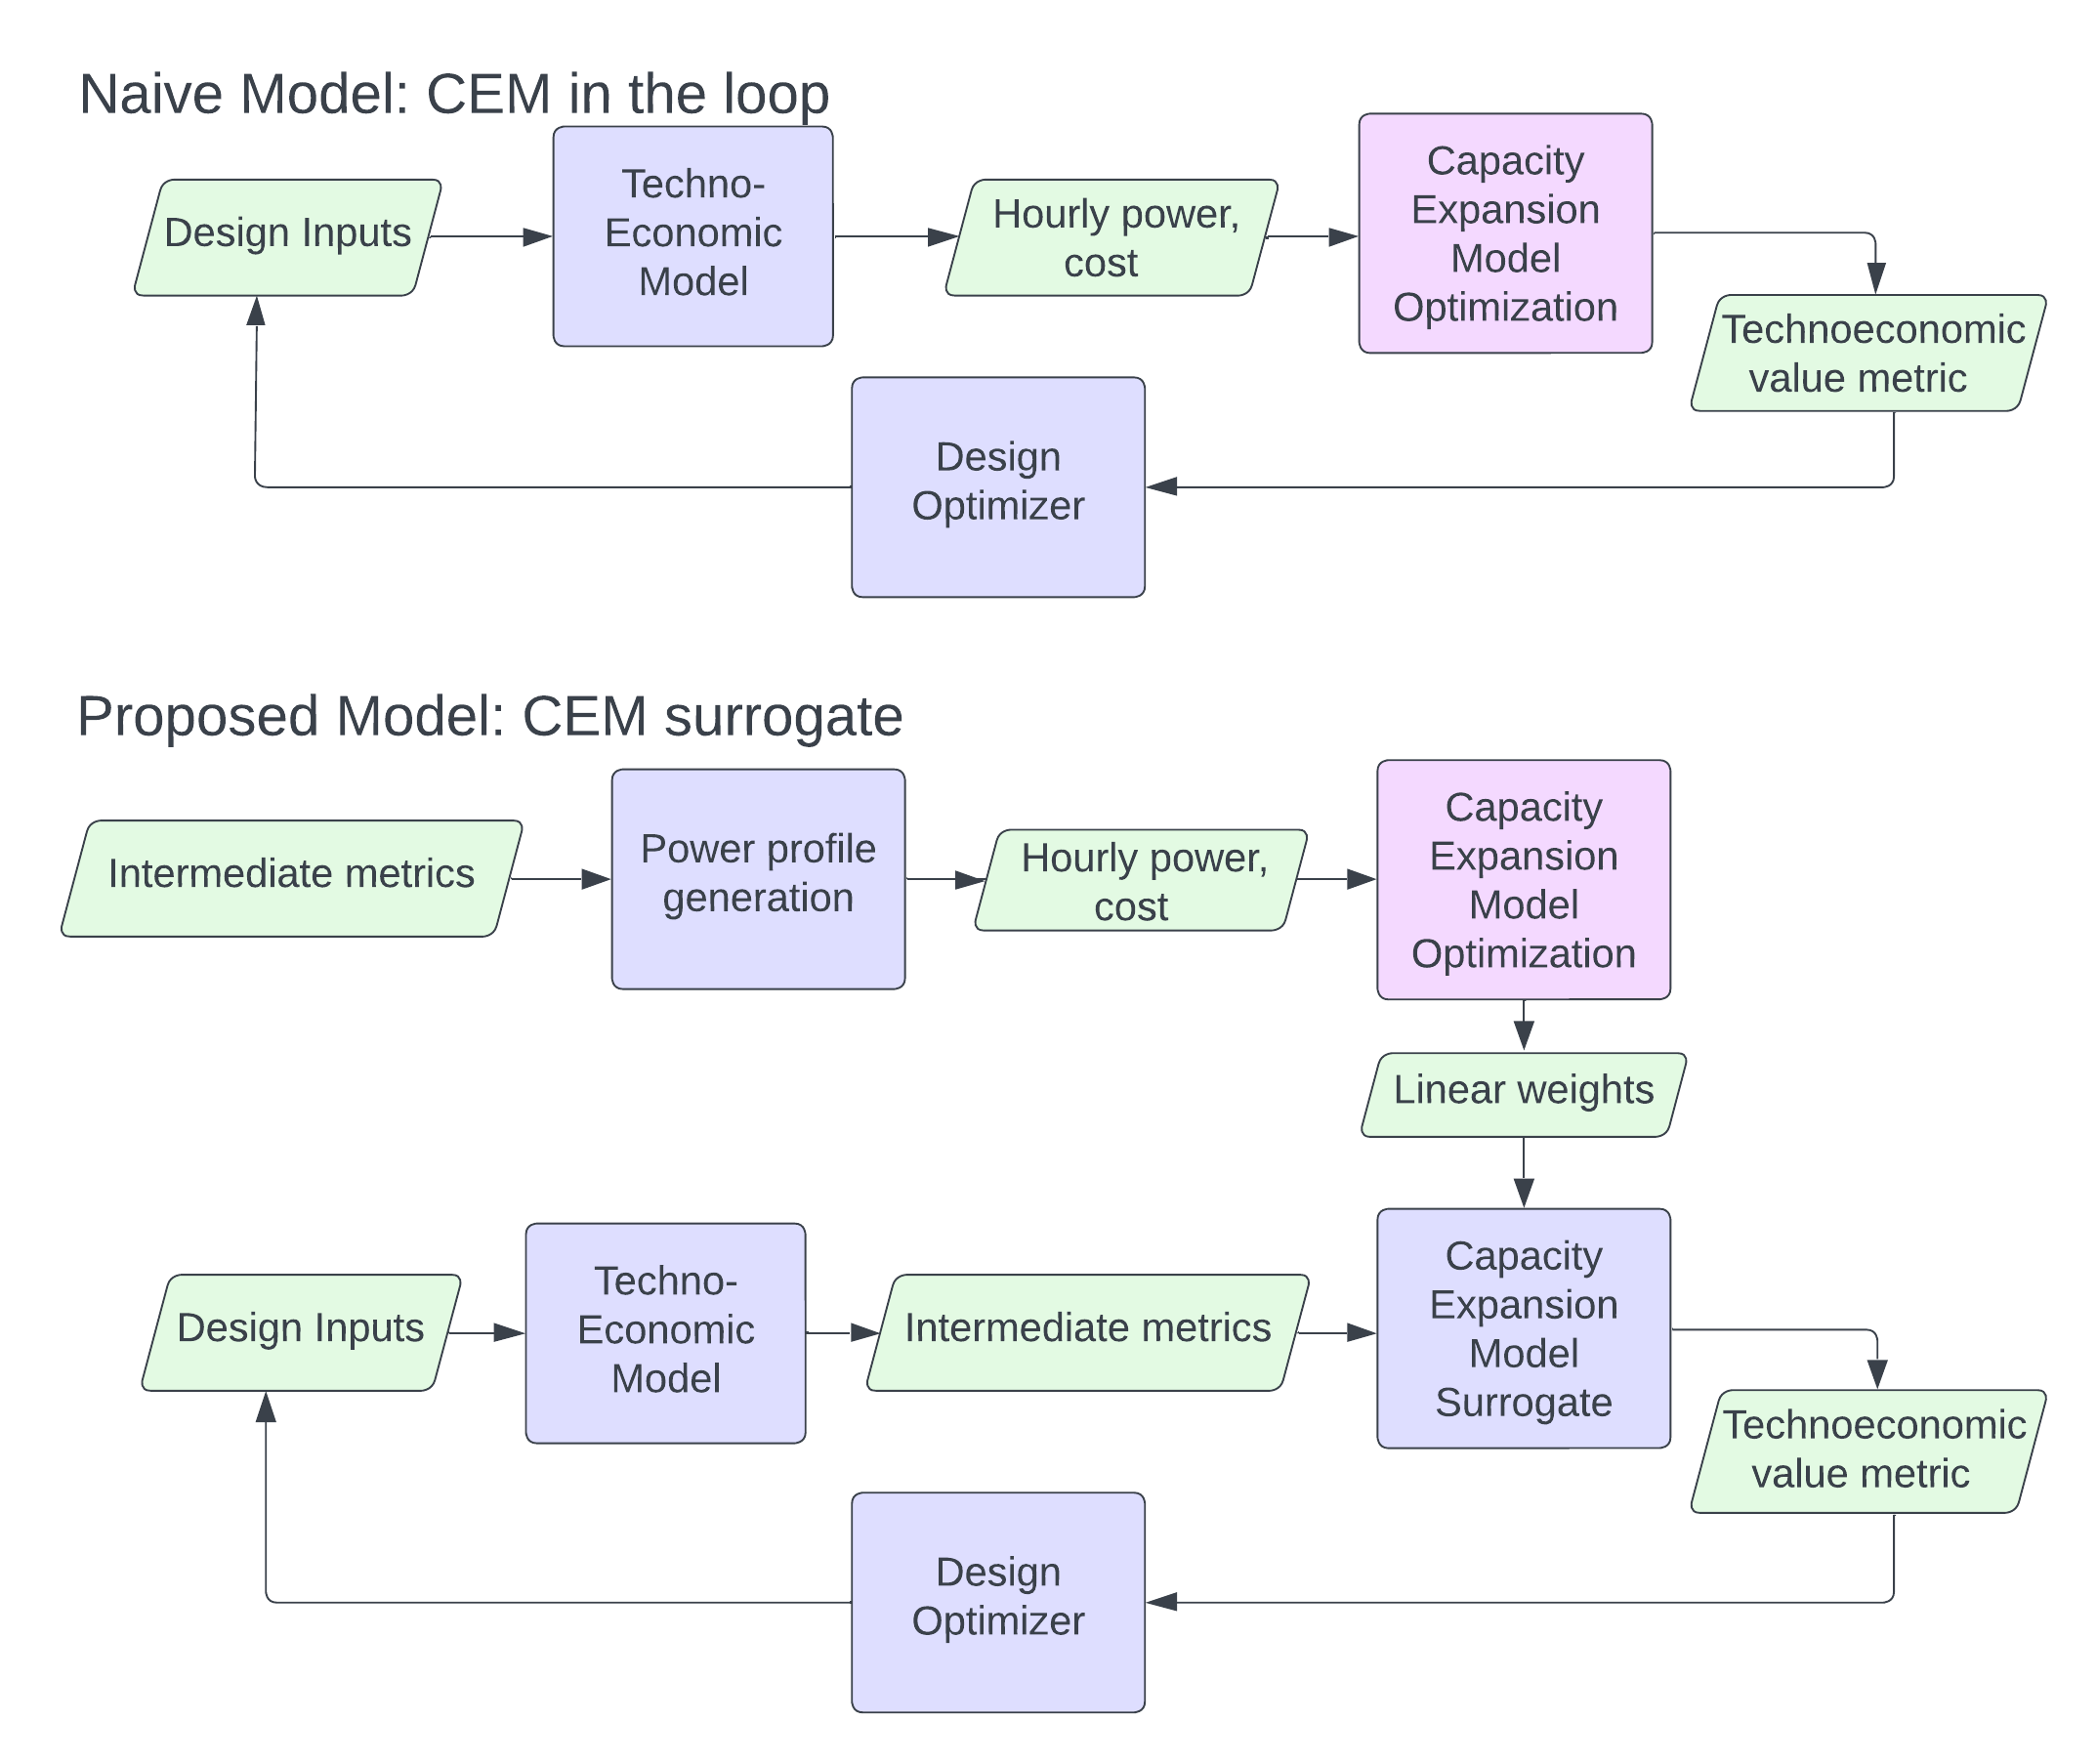 Naive Model: CEM in the loop
Design Inputs
Techno-
Economic
Model
Hourly power,
cost
Capacity
Expansion
Model
Optimization
Technoeconomic
value metric
Design
Optimizer
Proposed Model: CEM surrogate
Intermediate metrics
Power profile
generation
Hourly power,
cost
Capacity
Expansion
Model
Optimization
Linear weights
Design Inputs
Techno-
Economic
Model
Intermediate metrics
Capacity
Expansion
Model
Surrogate
Technoeconomic
value metric
Design
Optimizer